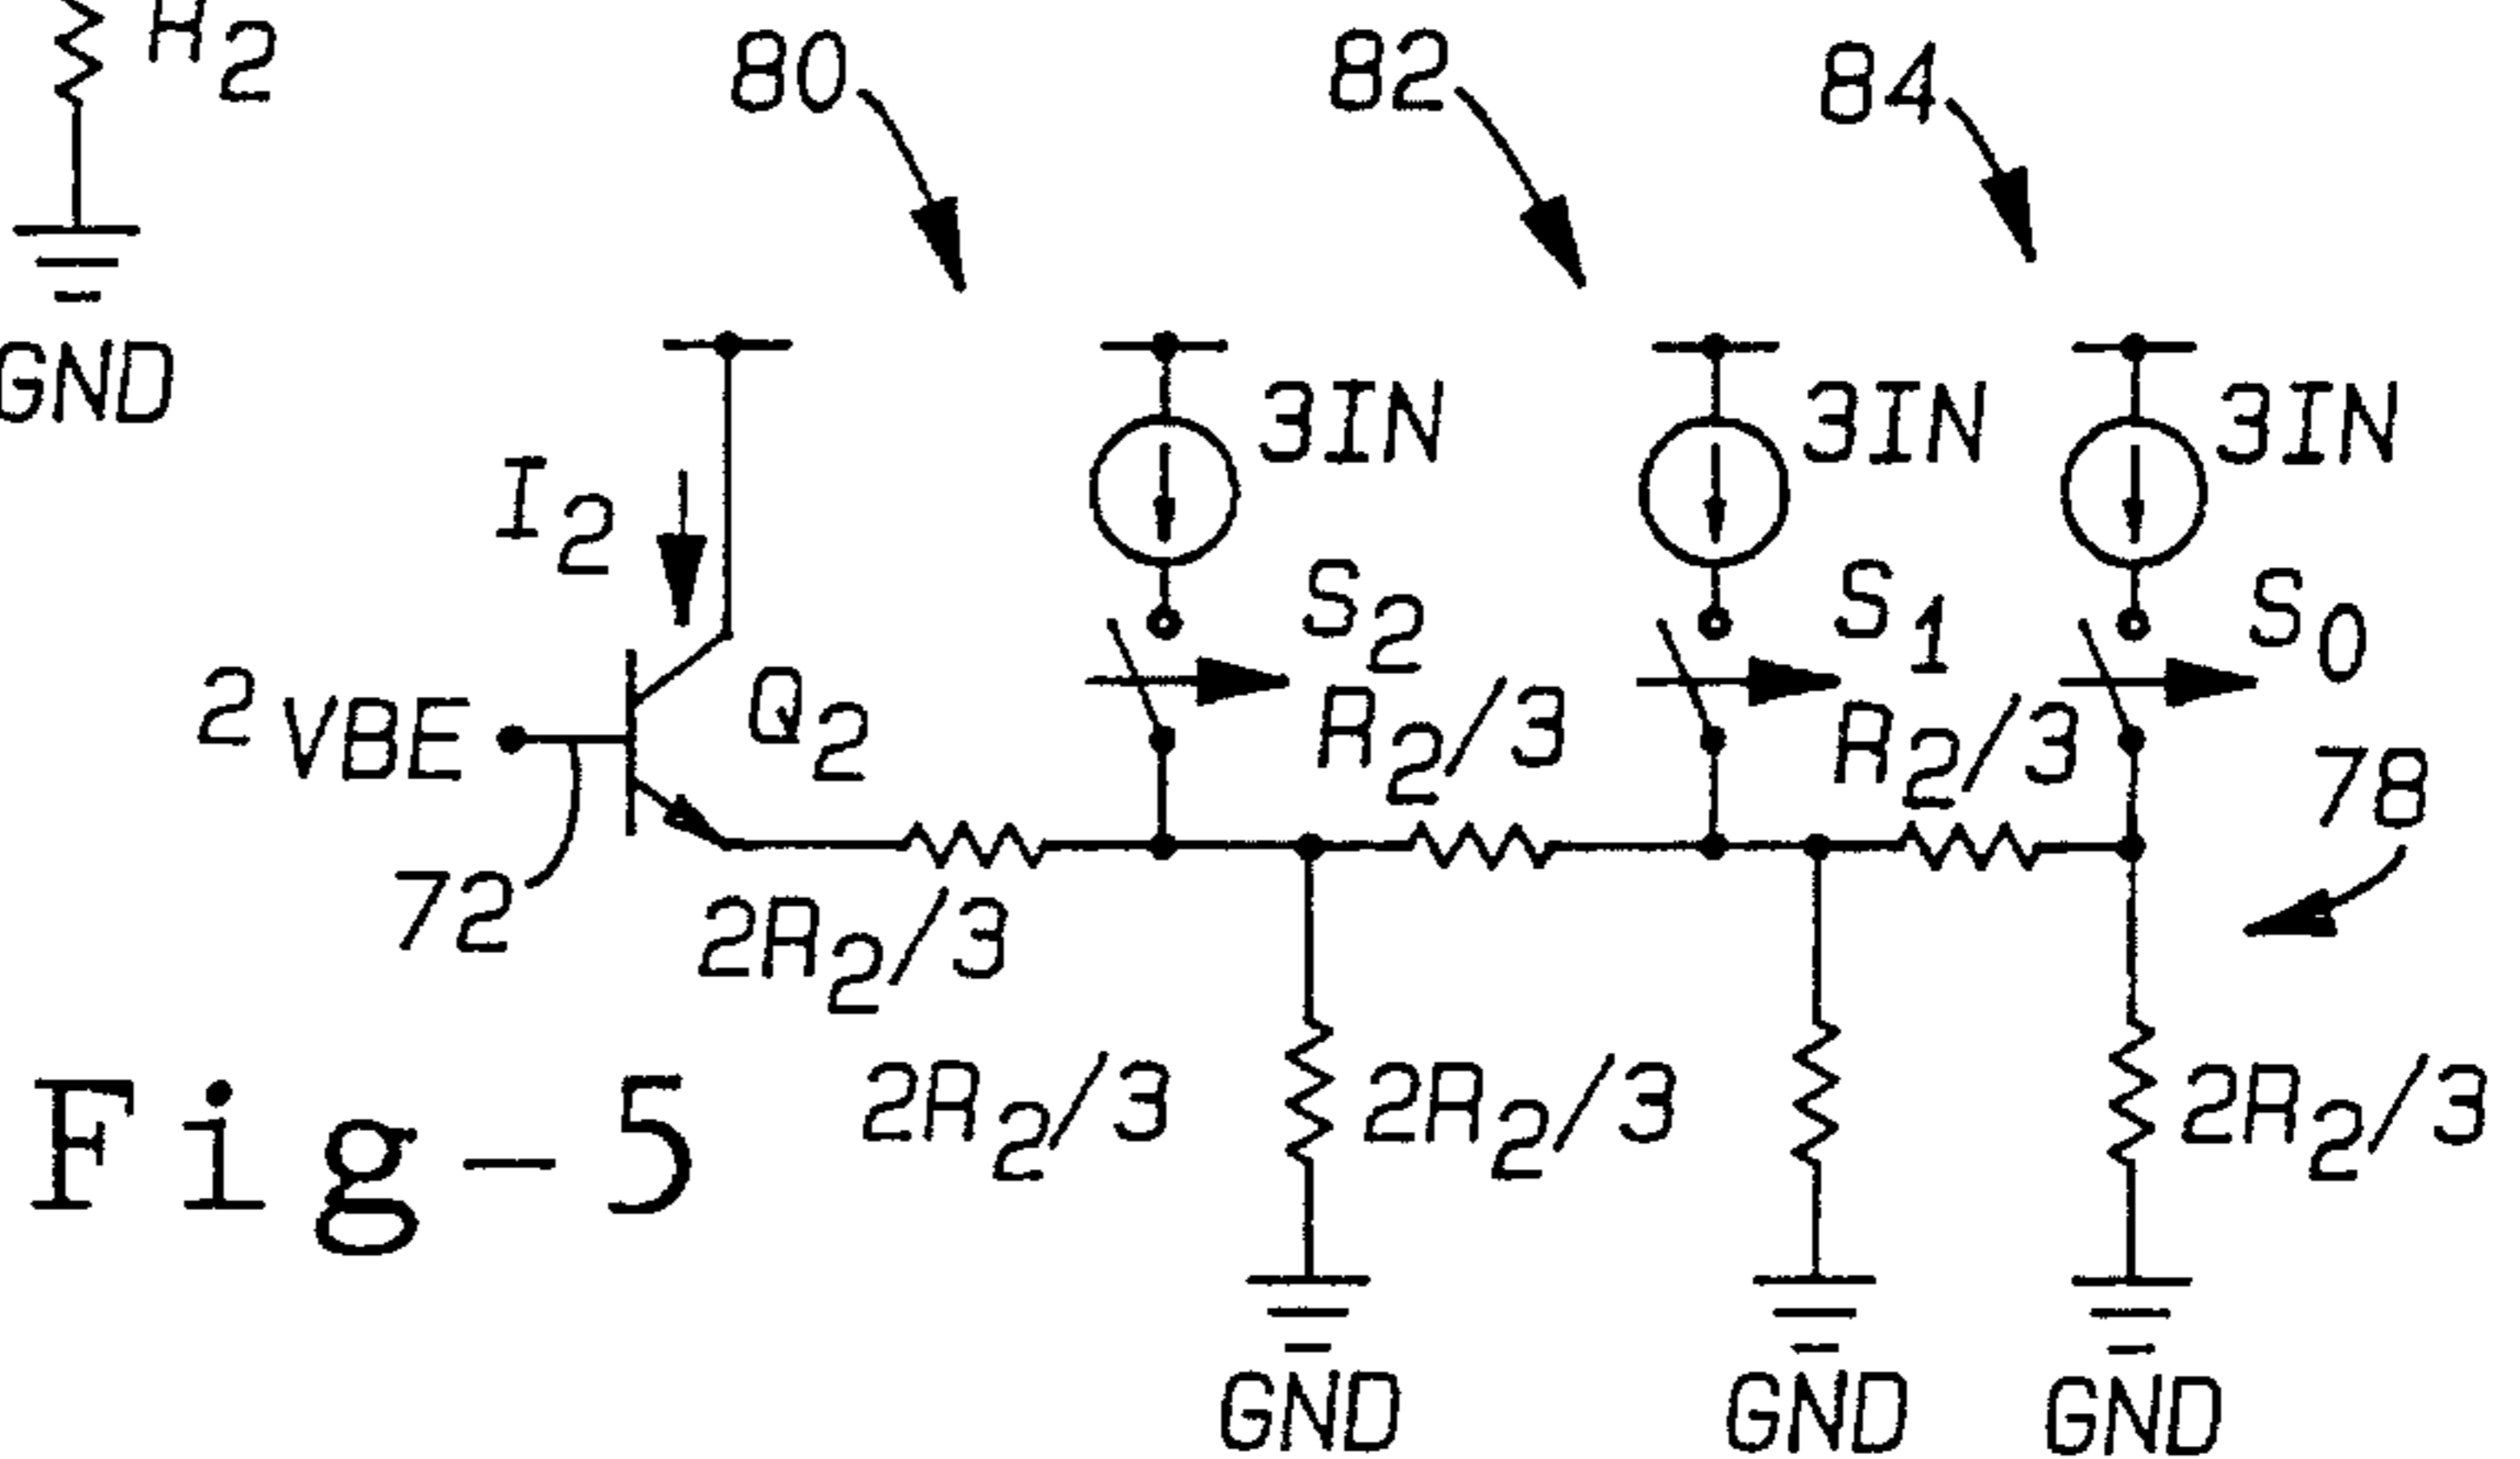 R2
80
82
84
GND
3IN
3IN
3IN
I2
S2
S1
S0
2VBE
Q2
R2/3
R2/3
78
72
2R2/3
2R2/3
2R2/3
2R2/3
Fig-5
GND
GND
GND